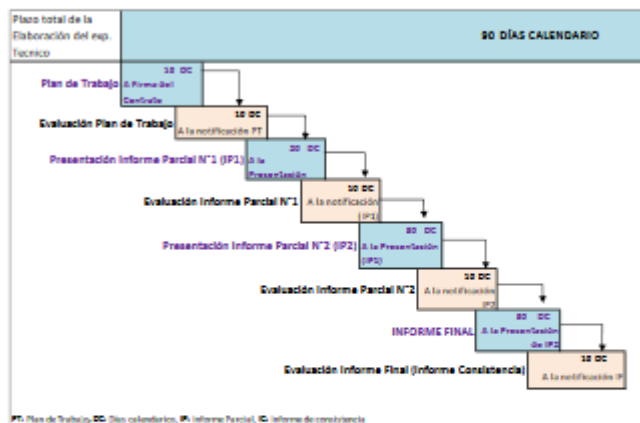 Plazo total de la
Elaboración del exp.
Tecnico
90 DÍAS CALENDARIO
10 DC
Plan de Trabajo
A Firma del
Contrato
10 DC
Evaluación Plan de Trabajo
A la notificación PT
DC
Presentación Informe Parcial N°1 (IP1)
A la
Presentación
10 DC
Evaluación Informe Parcial N°1
A la notificación
(IP1)
DC
Presentación Informe Parcial N°2 (IP2)
A la Presentación
(IP1)
10 DC
Evaluación Informe Parcial N°2
A la notificación
IP2
DC
INFORME FINAL
A la Presentación
de IP2
10 DC
Evaluación Informe Final (Informe Consistencia)
A la notificación IF
PT: Plan de Trabajo, DC: Días calendarios, IP: Informe Parcial, IC: Informe de consistencia